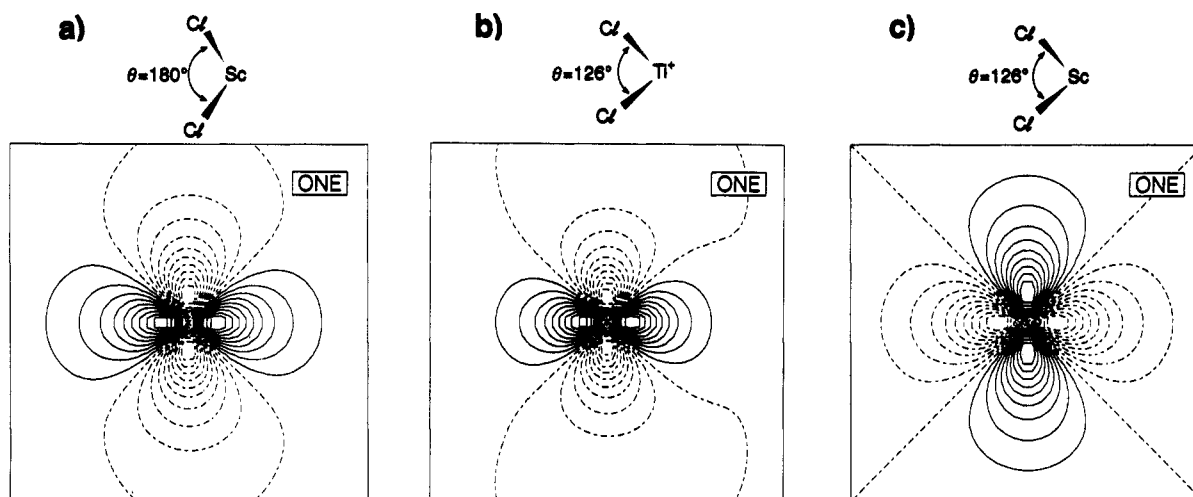 a)
Cl
θ=180°
Sc
Cl
ONE
b)
Cl
θ=126°
Ti⁺
Cl
ONE
c)
Cl
θ=126°
Sc
Cl
ONE